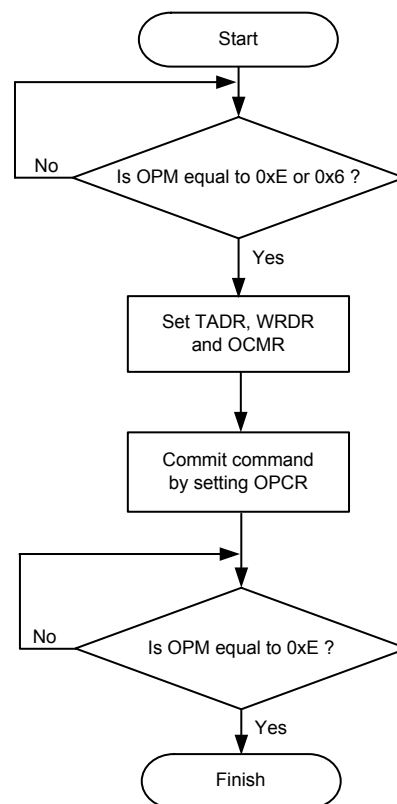 Start
No
Is OPM equal to 0xE or 0x6 ?
Yes
Set TADR, WRDR
and OCMR
Commit command
by setting OPCR
No
Is OPM equal to 0xE ?
Yes
Finish